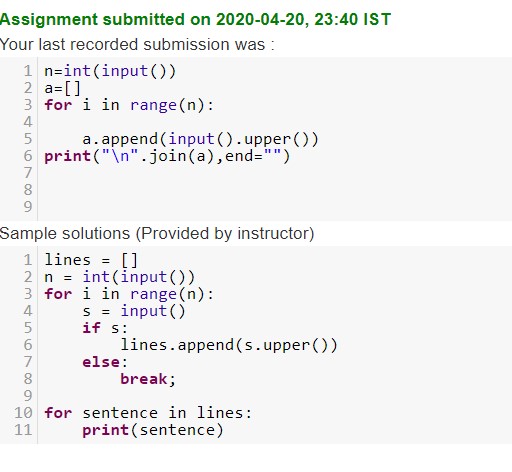 Assignment submitted on 2020-04-20, 23:40 IST
Your last recorded submission was :
1 n=int(input())
2 a=[]
3 for i in range(n):
4
5     a.append(input().upper())
6 print("\n".join(a),end="")
7
8
9
Sample solutions (Provided by instructor)
1 lines = []
2 n = int(input())
3 for i in range(n):
4     s = input()
5     if s:
6         lines.append(s.upper())
7     else:
8         break;
9
10 for sentence in lines:
11     print(sentence)